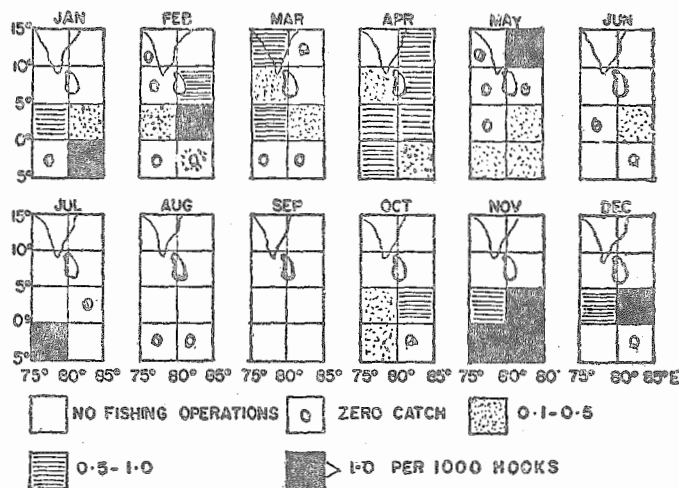 JAN FEB MAR APR MAY JUN
15°
10°
5°
0°
5°
JUL AUG SEP OCT NOV DEC
15°
10°
5°
0°
5°
75° 80° 85° 75° 80° 85° 75° 80° 85° 75° 80° 85° 75° 60° 80° 75° 80° 85°E
NO FISHING OPERATIONS 0 ZERO CATCH 0·1-0·5
0·5-1·0 > 1·0 PER 1000 HOOKS